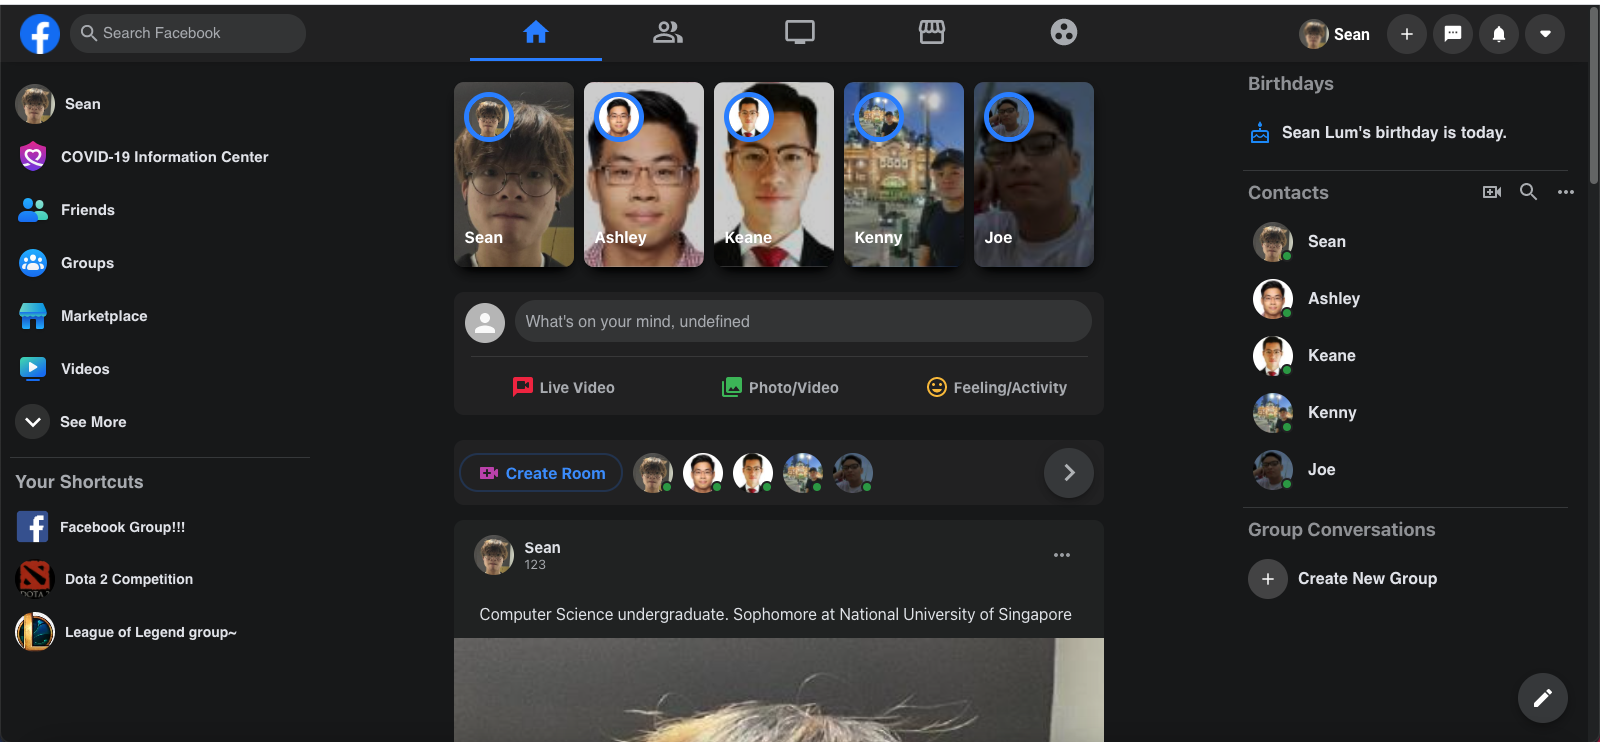 Search Facebook
Sean
Sean
COVID-19 Information Center
Friends
Groups
Marketplace
Videos
See More
Your Shortcuts
Facebook Group!!!
Dota 2 Competition
League of Legend group~
Sean
Ashley
Keane
Kenny
Joe
What's on your mind, undefined
Live Video
Photo/Video
Feeling/Activity
Create Room
Sean
123
Computer Science undergraduate. Sophomore at National University of Singapore
Birthdays
Sean Lum's birthday is today.
Contacts
Sean
Ashley
Keane
Kenny
Joe
Group Conversations
Create New Group